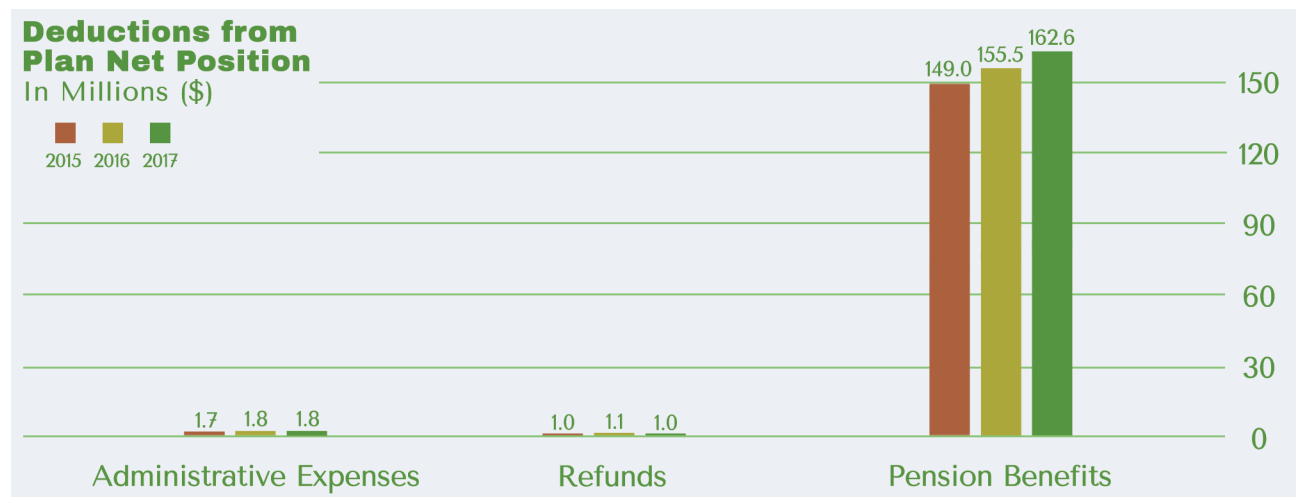 Deductions from
Plan Net Position
In Millions ($)
2015 2016 2017
149.0 155.5 162.6
150
120
90
60
30
0
1.7 1.8 1.8
1.0 1.1 1.0
Administrative Expenses Refunds Pension Benefits